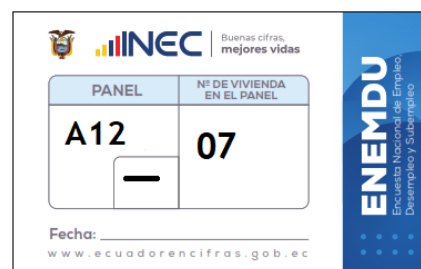 INEC
Buenas cifras,
mejores vidas
PANEL
Nº DE VIVIENDA
EN EL PANEL
A12
—
07
Fecha:
www.ecuadorencifras.gob.ec
ENEMDU
Encuesta Nacional de Empleo,
Desempleo y Subempleo